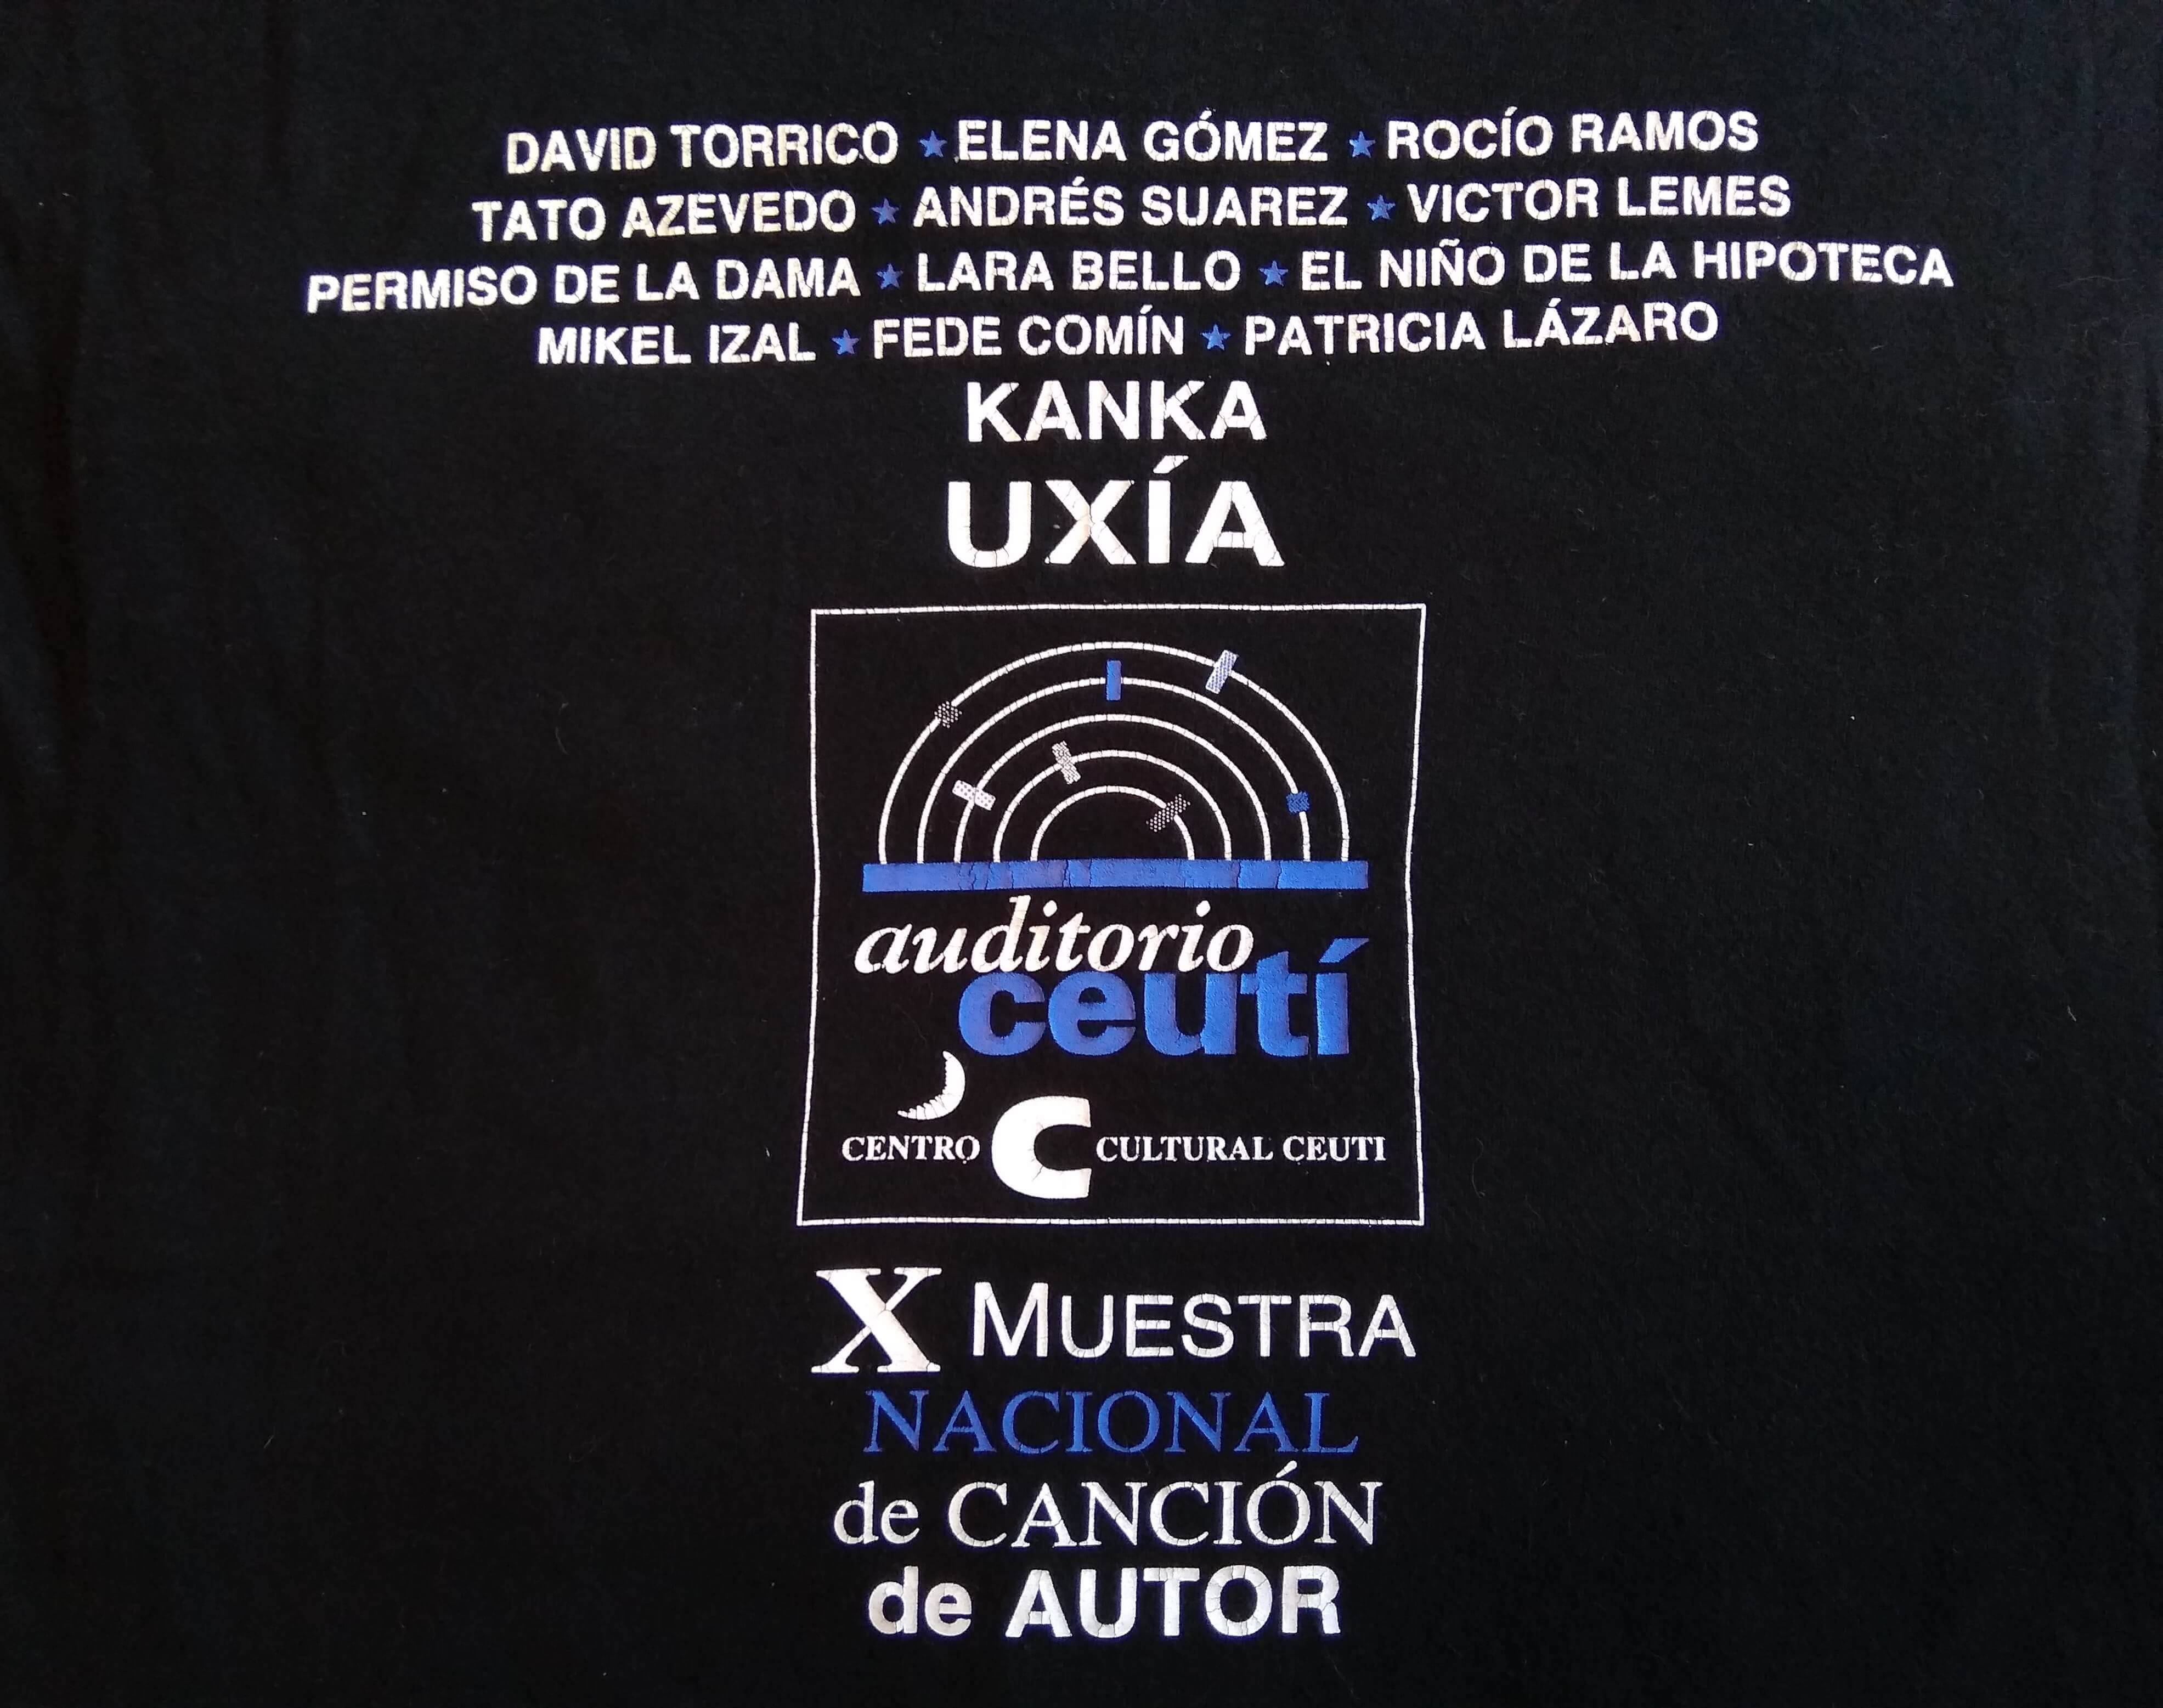 DAVID TORRICO ★ ELENA GÓMEZ ★ ROCÍO RAMOS
TATO AZEVEDO ★ ANDRÉS SUAREZ ★ VICTOR LEMES
PERMISO DE LA DAMA ★ LARA BELLO ★ EL NIÑO DE LA HIPOTECA
MIKEL IZAL ★ FEDE COMÍN ★ PATRICIA LÁZARO
KANKA
UXÍA
auditorio
ceutí
CENTRO C CULTURAL CEUTI
X MUESTRA
NACIONAL
de CANCIÓN
de AUTOR